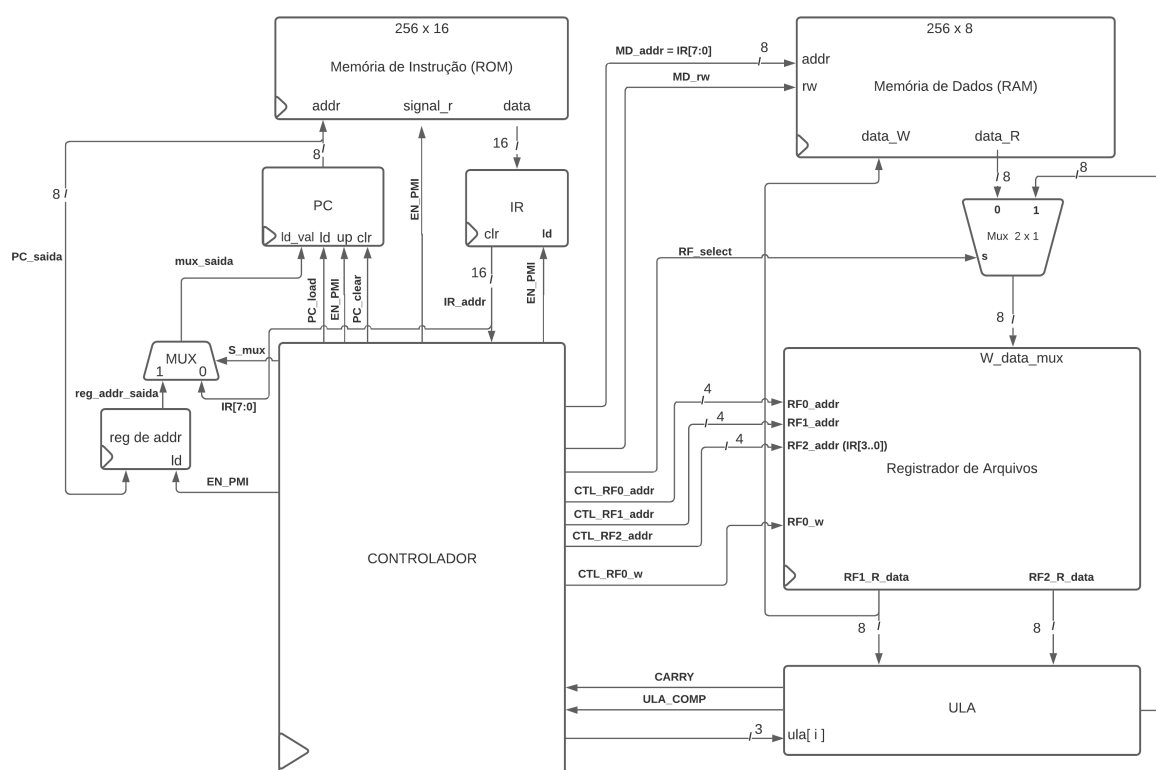 256 x 16
Memória de Instrução (ROM)
addr
signal_r
data
256 x 8
Memória de Dados (RAM)
addr
rw
data_W
data_R
MD_addr = IR[7:0]
8
MD_rw
8
16
8
8
8
PC_saida
PC
ld_val
ld
up
clr
EN_PMI
IR
clr
ld
0
1
Mux 2 x 1
s
RF_select
mux_saida
PC_load
EN_PMI
PC_clear
16
IR_addr
EN_PMI
8
MUX
1
0
S_mux
reg_addr_saida
IR[7:0]
reg de addr
ld
EN_PMI
W_data_mux
4
RF0_addr
4
RF1_addr
4
RF2_addr (IR[3..0])
Registrador de Arquivos
CTL_RF0_addr
CTL_RF1_addr
CTL_RF2_addr
RF0_w
CONTROLADOR
CTL_RF0_w
RF1_R_data
RF2_R_data
8
8
CARRY
ULA_COMP
ULA
3
ula[ i ]